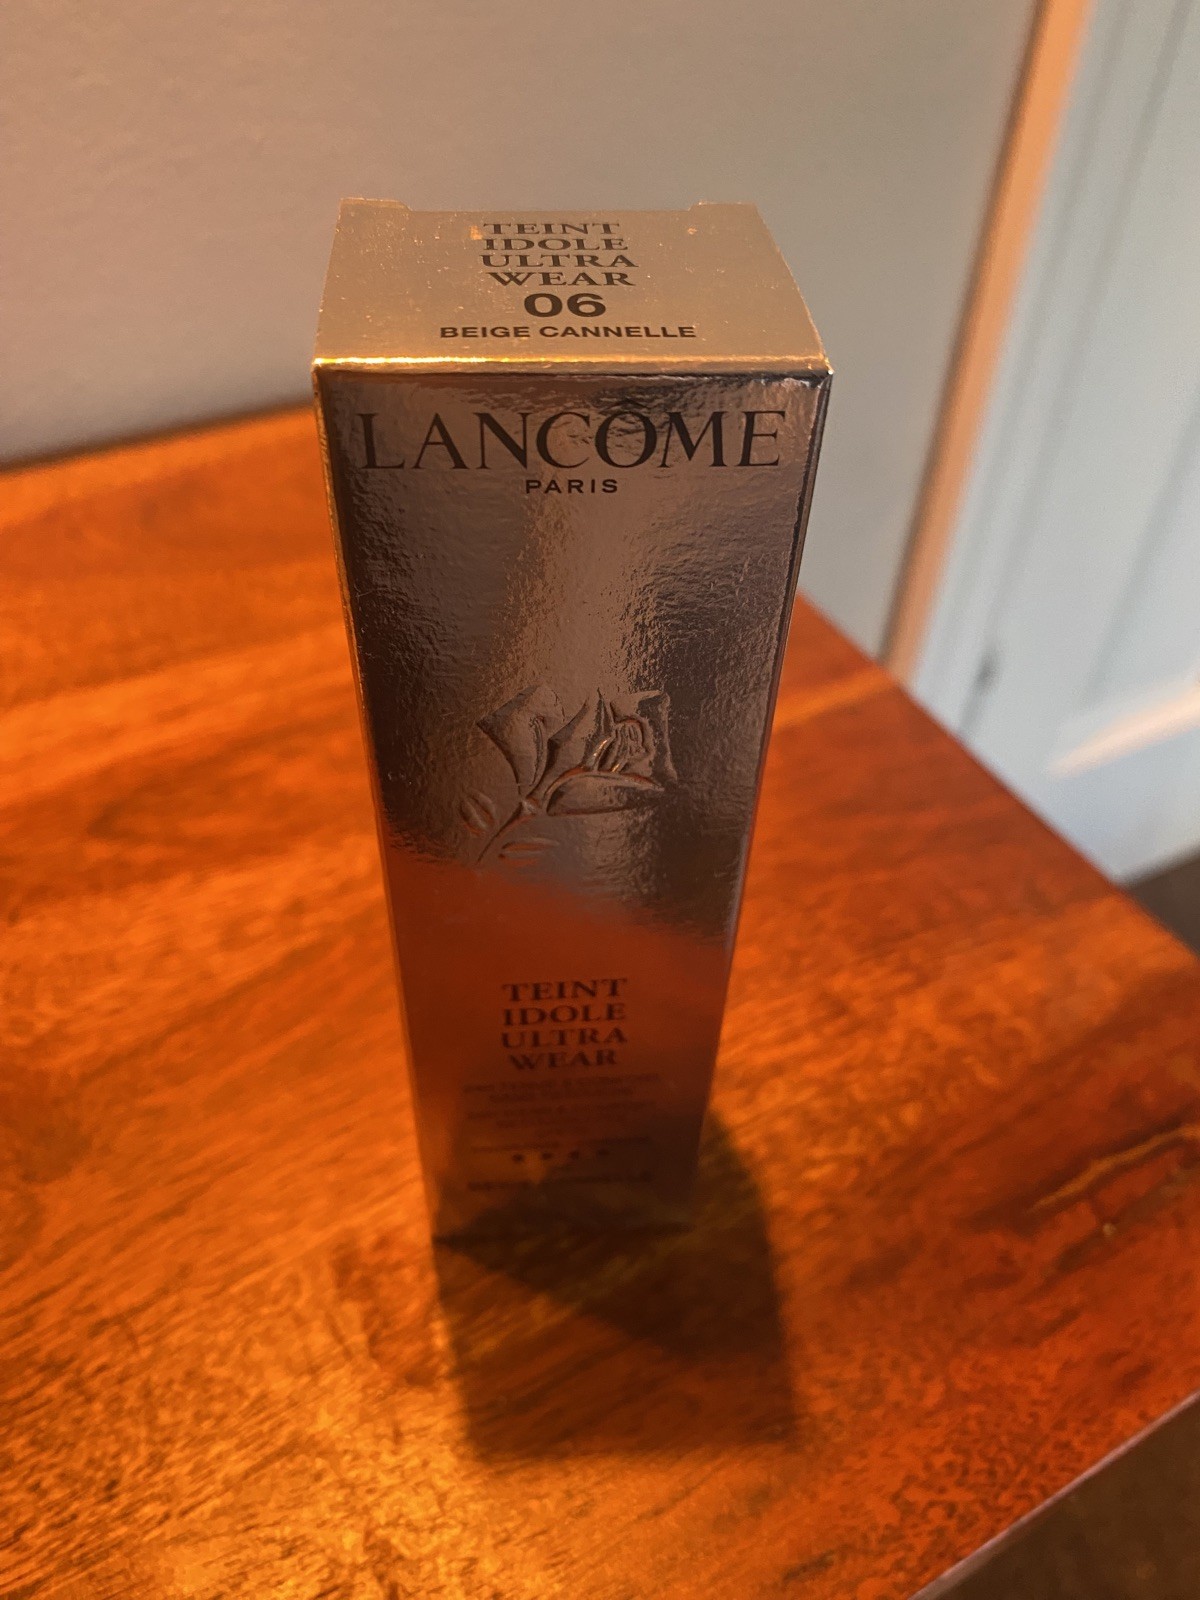 TEINT
IDOLE
ULTRA
WEAR
06
BEIGE CANNELLE
LANCÔME
PARIS
TEINT
IDOLE
ULTRA
WEAR